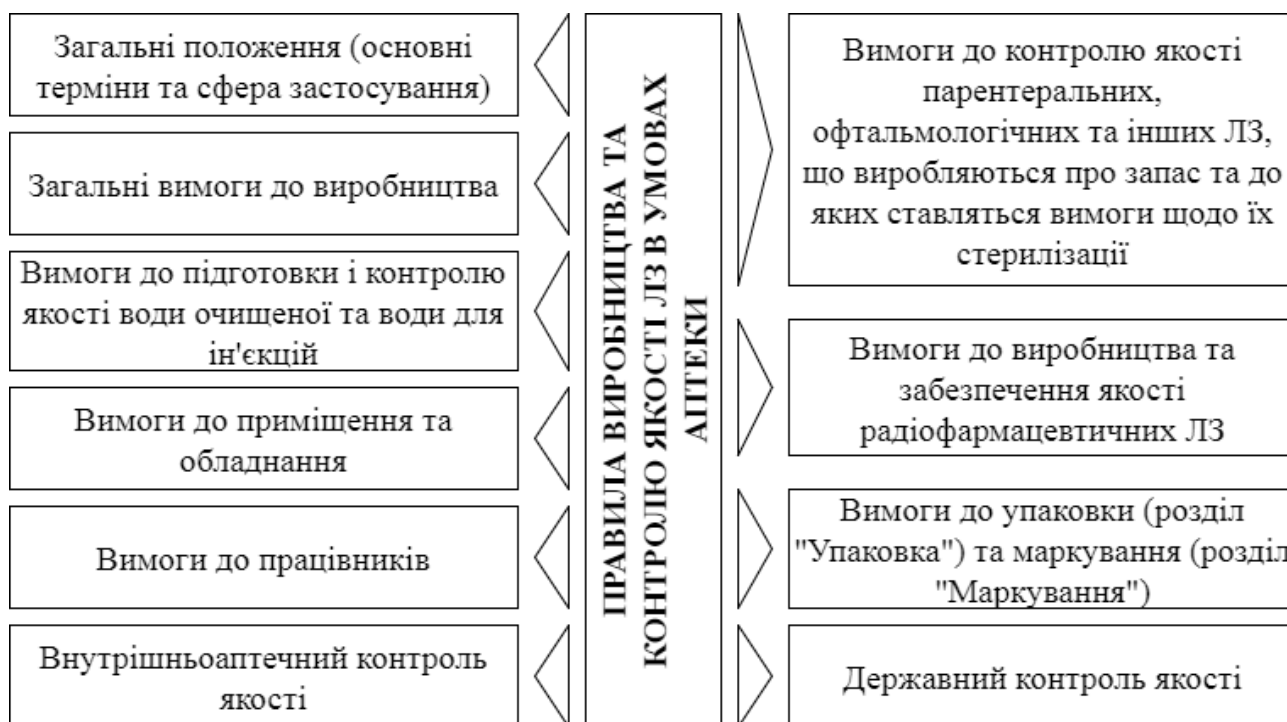 Загальні положення (основні
терміни та сфера застосування)
Загальні вимоги до виробництва
Вимоги до підготовки і контролю
якості води очищеної та води для
ін'єкцій
Вимоги до приміщення та
обладнання
Вимоги до працівників
Внутрішньоаптечний контроль
якості
ПРАВИЛА ВИРОБНИЦТВА ТА
КОНТРОЛЮ ЯКОСТІ ЛЗ В УМОВАХ
АПТЕКИ
Вимоги до контролю якості
парентеральних,
офтальмологічних та інших ЛЗ,
що виробляються про запас та до
яких ставляться вимоги щодо їх
стерилізації
Вимоги до виробництва та
забезпечення якості
радіофармацевтичних ЛЗ
Вимоги до упаковки (розділ
"Упаковка") та маркування (розділ
"Маркування")
Державний контроль якості